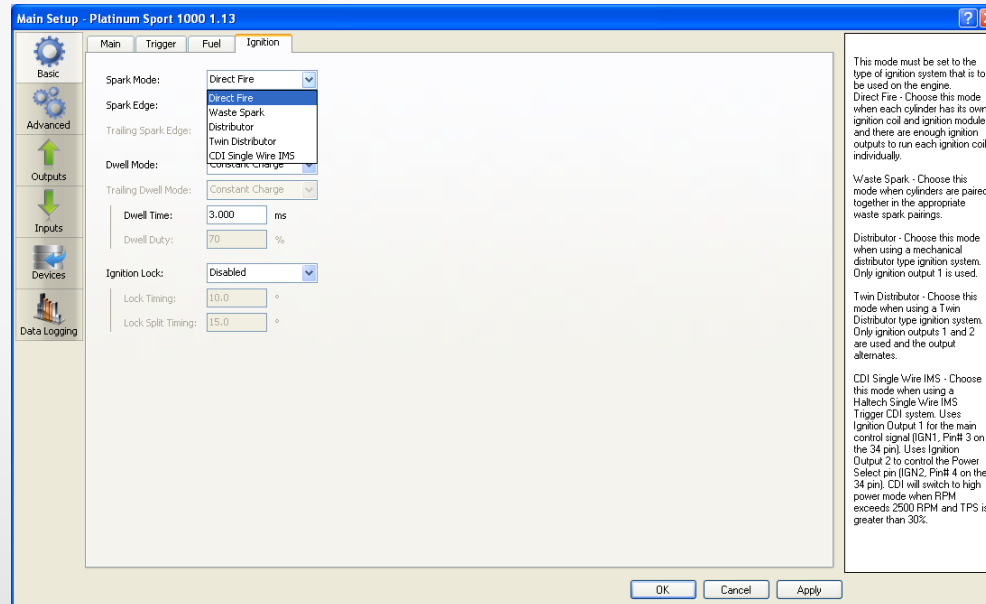 Main Setup - Platinum Sport 1000 1.13
?
Basic
Advanced
Outputs
Inputs
Devices
Data Logging
Main Trigger Fuel Ignition
Spark Mode: Direct Fire
Spark Edge:
Direct Fire
Waste Spark
Distributor
Twin Distributor
CDI Single Wire IMS
Trailing Spark Edge:
Dwell Mode: Constant Charge
Trailing Dwell Mode: Constant Charge
Dwell Time: 3.000 ms
Dwell Duty: 70 %
Ignition Lock: Disabled
Lock Timing: 10.0 °
Lock Split Timing: 15.0 °
This mode must be set to the
type of ignition system that is to
be used on the engine.
Direct Fire - Choose this mode
when each cylinder has its own
ignition coil and ignition module
and there are enough ignition
outputs to run each ignition coil
individually.
Waste Spark - Choose this
mode when cylinders are paired
together in the appropriate
waste spark pairings.
Distributor - Choose this mode
when using a mechanical
distributor type ignition system.
Only ignition output 1 is used.
Twin Distributor - Choose this
mode when using a Twin
Distributor type ignition system.
Only ignition outputs 1 and 2
are used and the output
alternates.
CDI Single Wire IMS - Choose
this mode when using a
Haltech Single Wire IMS
Trigger CDI system. Uses
Ignition Output 1 for the main
control signal (IGN1, Pin# 3 on
the 34 pin). Uses Ignition
Output 2 to control the Power
Select pin (IGN2, Pin# 4 on the
34 pin). CDI will switch to high
power mode when RPM
exceeds 2500 RPM and TPS is
greater than 30%.
OK Cancel Apply